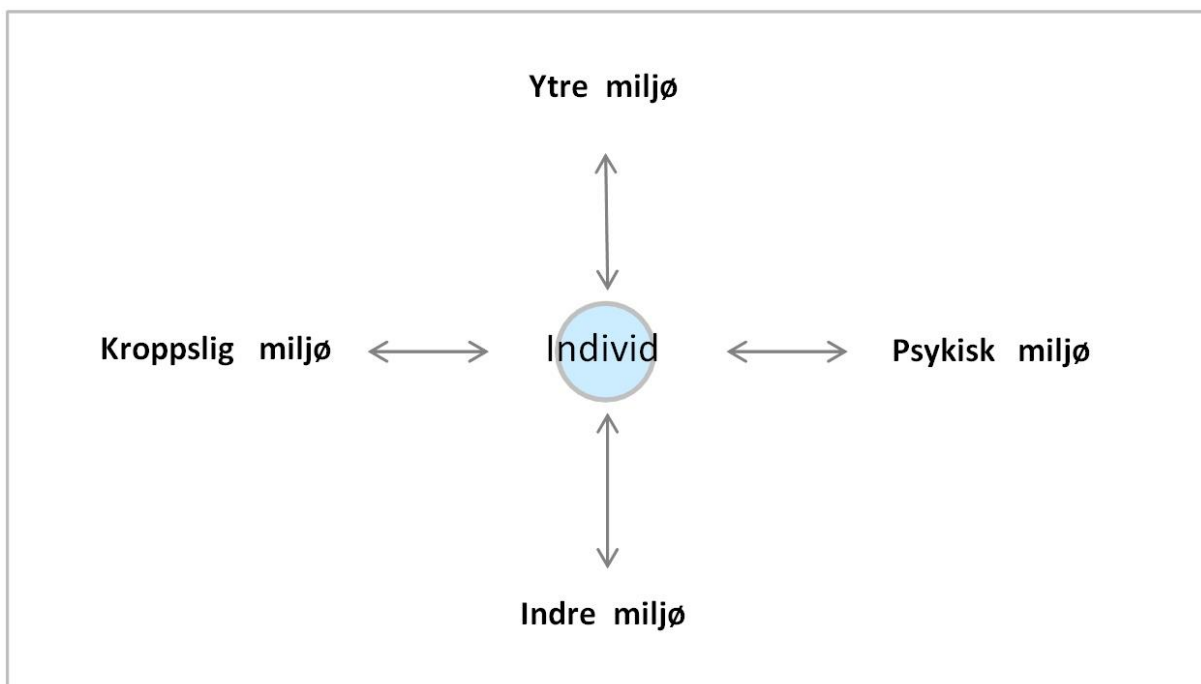 Ytre miljø
Kroppslig miljø
Individ
Psykisk miljø
Indre miljø